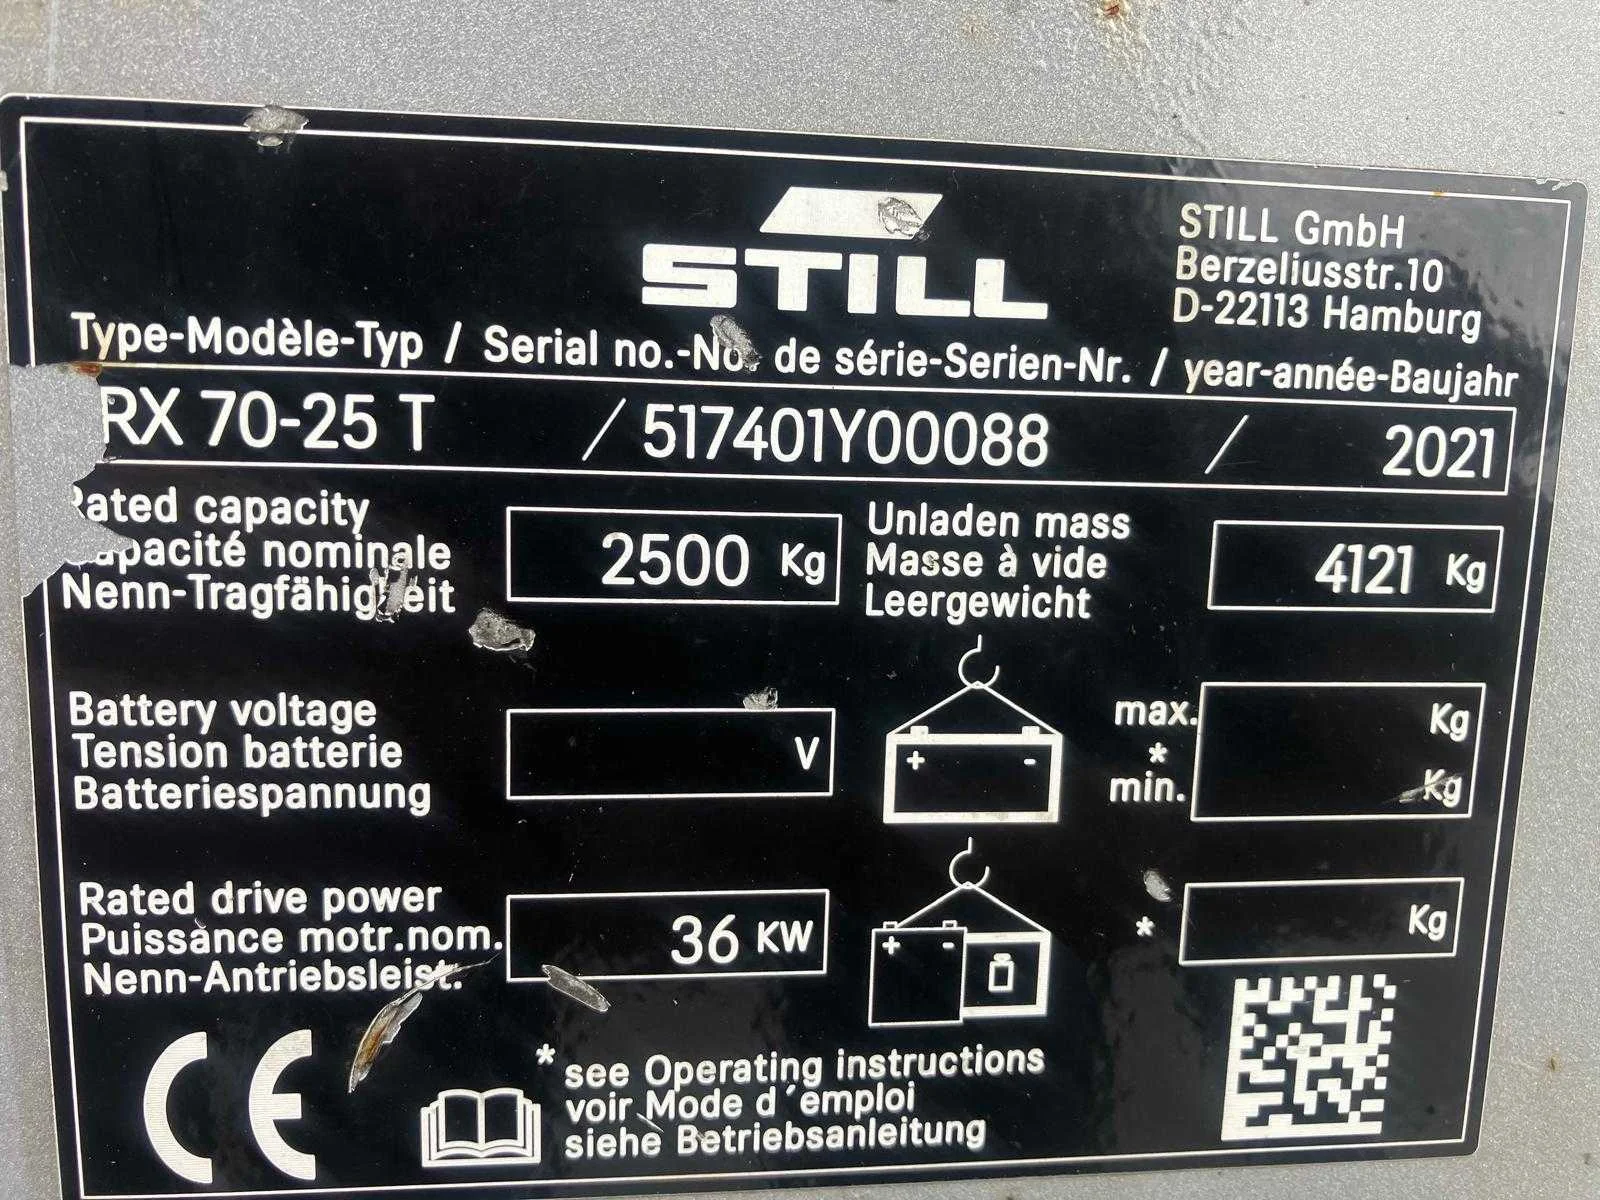 STILL
STILL GmbH
Berzeliusstr.10
D-22113 Hamburg
Type-Modèle-Typ / Serial no.-No. de série-Serien-Nr. / year-année-Baujahr
RX 70-25 T / 517401Y00088 / 2021
Rated capacity
Capacité nominale
Nenn-Tragfähigkeit
2500 Kg
Unladen mass
Masse à vide
Leergewicht
4121 Kg
Battery voltage
Tension batterie
Batteriespannung
V
+ -
max. Kg
*
min. Kg
Rated drive power
Puissance motr.nom.
Nenn-Antriebsleist.
36 KW
+ -
* Kg
CE
* see Operating instructions
voir Mode d´emploi
siehe Betriebsanleitung